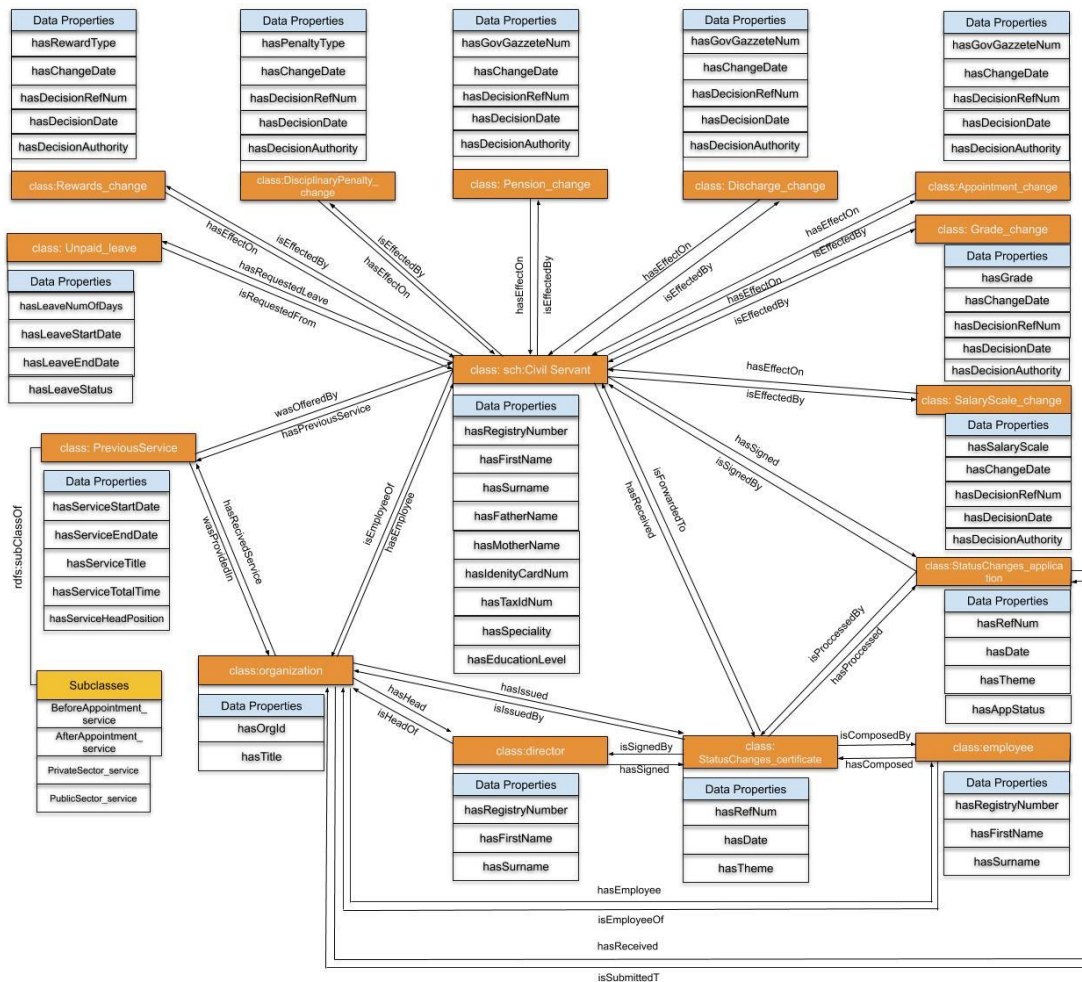 Data Properties
hasRewardType
hasChangeDate
hasDecisionRefNum
hasDecisionDate
hasDecisionAuthority
class:Rewards_change
Data Properties
hasPenaltyType
hasChangeDate
hasDecisionRefNum
hasDecisionDate
hasDecisionAuthority
class:DisciplinaryPenalty_
change
Data Properties
hasGovGazzeteNum
hasChangeDate
hasDecisionRefNum
hasDecisionDate
hasDecisionAuthority
class: Pension_change
Data Properties
hasGovGazzeteNum
hasChangeDate
hasDecisionRefNum
hasDecisionDate
hasDecisionAuthority
class: Discharge_change
Data Properties
hasGovGazzeteNum
hasChangeDate
hasDecisionRefNum
hasDecisionDate
hasDecisionAuthority
class:Appointment_change
class: Unpaid_leave
Data Properties
hasLeaveNumOfDays
hasLeaveStartDate
hasLeaveEndDate
hasLeaveStatus
hasEffectOn
isEffectedBy
hasRequestedLeave
isRequestedFrom
isEffectedBy
hasEffectOn
hasEffectOn
isEffectedBy
hasEffectOn
isEffectedBy
hasEffectOn
isEffectedBy
hasEffectOn
isEffectedBy
class: Grade_change
Data Properties
hasGrade
hasChangeDate
hasDecisionRefNum
hasDecisionDate
hasDecisionAuthority
class: sch:Civil Servant
Data Properties
hasRegistryNumber
hasFirstName
hasSurname
hasFatherName
hasMotherName
hasIdenityCardNum
hasTaxIdNum
hasSpeciality
hasEducationLevel
hasEffectOn
isEffectedBy
class: SalaryScale_change
Data Properties
hasSalaryScale
hasChangeDate
hasDecisionRefNum
hasDecisionDate
hasDecisionAuthority
wasOfferedBy
hasPreviousService
class: PreviousService
Data Properties
hasServiceStartDate
hasServiceEndDate
hasServiceTitle
hasServiceTotalTime
hasServiceHeadPosition
rdfs:subClassOf
Subclasses
BeforeAppointment_
service
AfterAppointment_
service
PrivateSector_service
PublicSector_service
hasRecivedService
wasProvidedIn
isEmployeeOf
hasEmployee
isForwardedTo
hasReceived
hasSigned
isSignedBy
class:StatusChanges_applica
tion
Data Properties
hasRefNum
hasDate
hasTheme
hasAppStatus
isProccessedBy
hasProccessed
class:organization
Data Properties
hasOrgId
hasTitle
hasIssued
isIssuedBy
hasHead
isHeadOf
class:director
Data Properties
hasRegistryNumber
hasFirstName
hasSurname
isSignedBy
hasSigned
class:
StatusChanges_certificate
Data Properties
hasRefNum
hasDate
hasTheme
isComposedBy
hasComposed
class:employee
Data Properties
hasRegistryNumber
hasFirstName
hasSurname
hasEmployee
isEmployeeOf
hasReceived
isSubmittedT